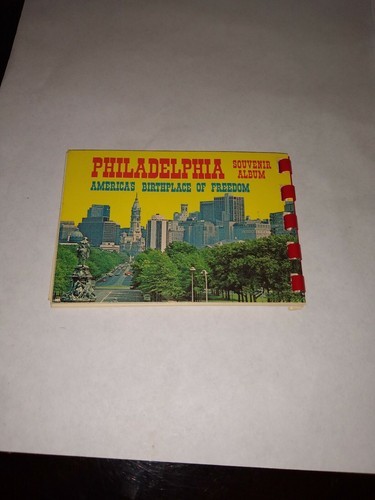 PHILADELPHIA SOUVENIR ALBUM
AMERICA'S BIRTHPLACE OF FREEDOM